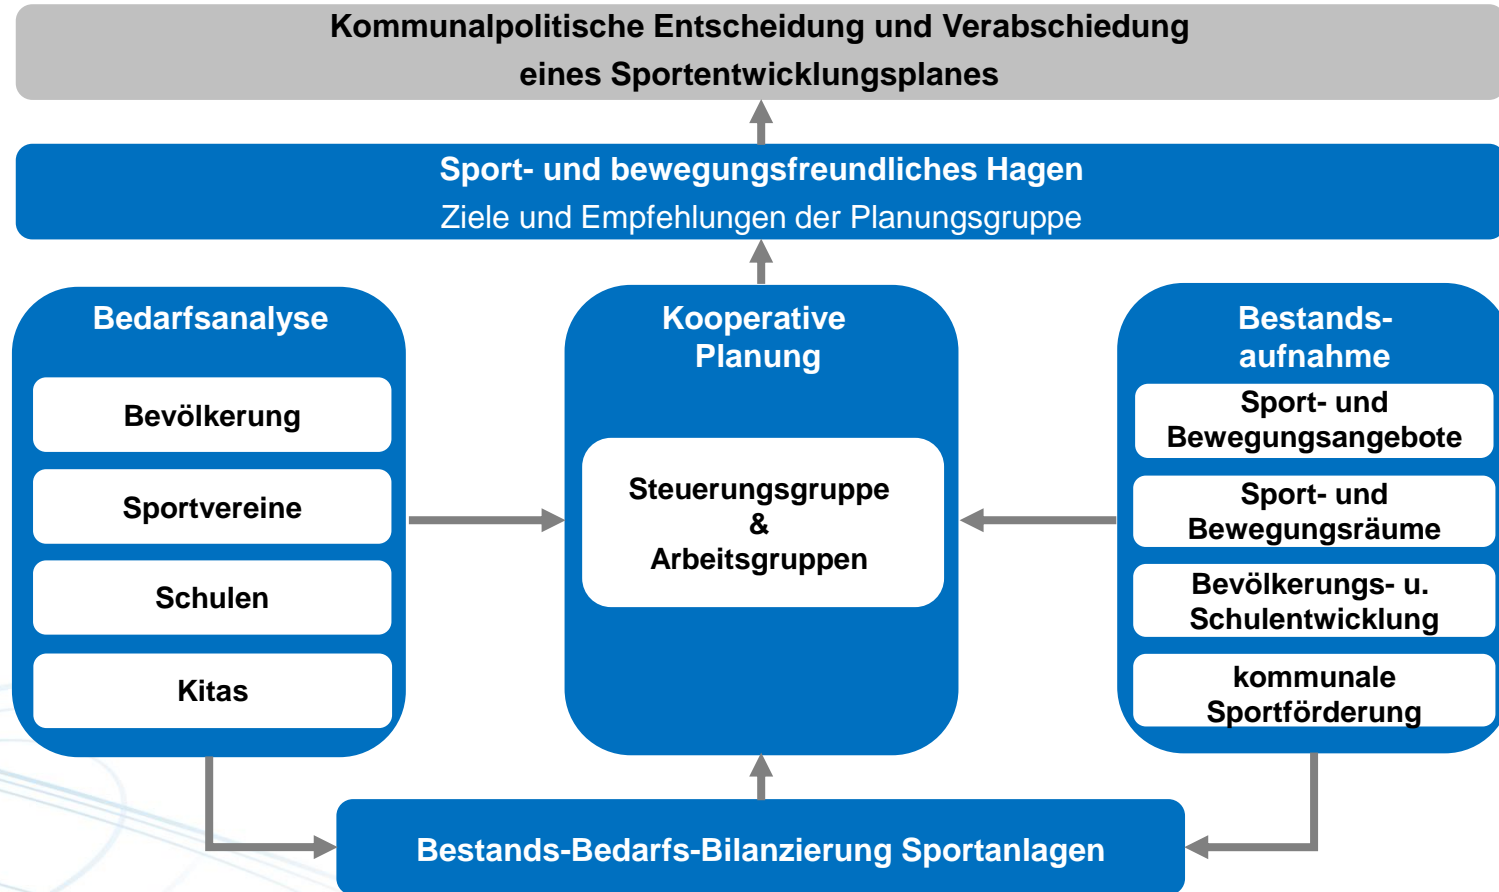 Kommunalpolitische Entscheidung und Verabschiedung
eines Sportentwicklungsplanes
Sport- und bewegungsfreundliches Hagen
Ziele und Empfehlungen der Planungsgruppe
Bedarfsanalyse
Bevölkerung
Sportvereine
Schulen
Kitas
Kooperative
Planung
Steuerungsgruppe
&
Arbeitsgruppen
Bestands-
aufnahme
Sport- und
Bewegungsangebote
Sport- und
Bewegungsräume
Bevölkerungs- u.
Schulentwicklung
kommunale
Sportförderung
Bestands-Bedarfs-Bilanzierung Sportanlagen